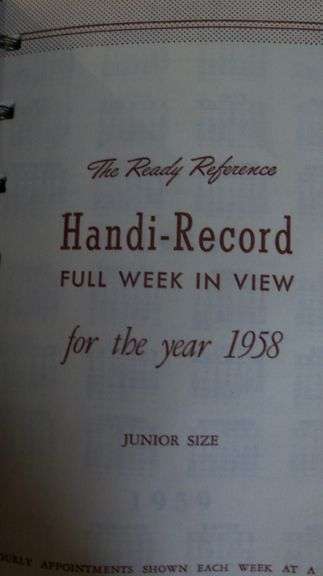 The Ready Reference
Handi-Record
FULL WEEK IN VIEW
for the year 1958
JUNIOR SIZE
1959
APPOINTMENTS SHOWN EACH WEEK AT A